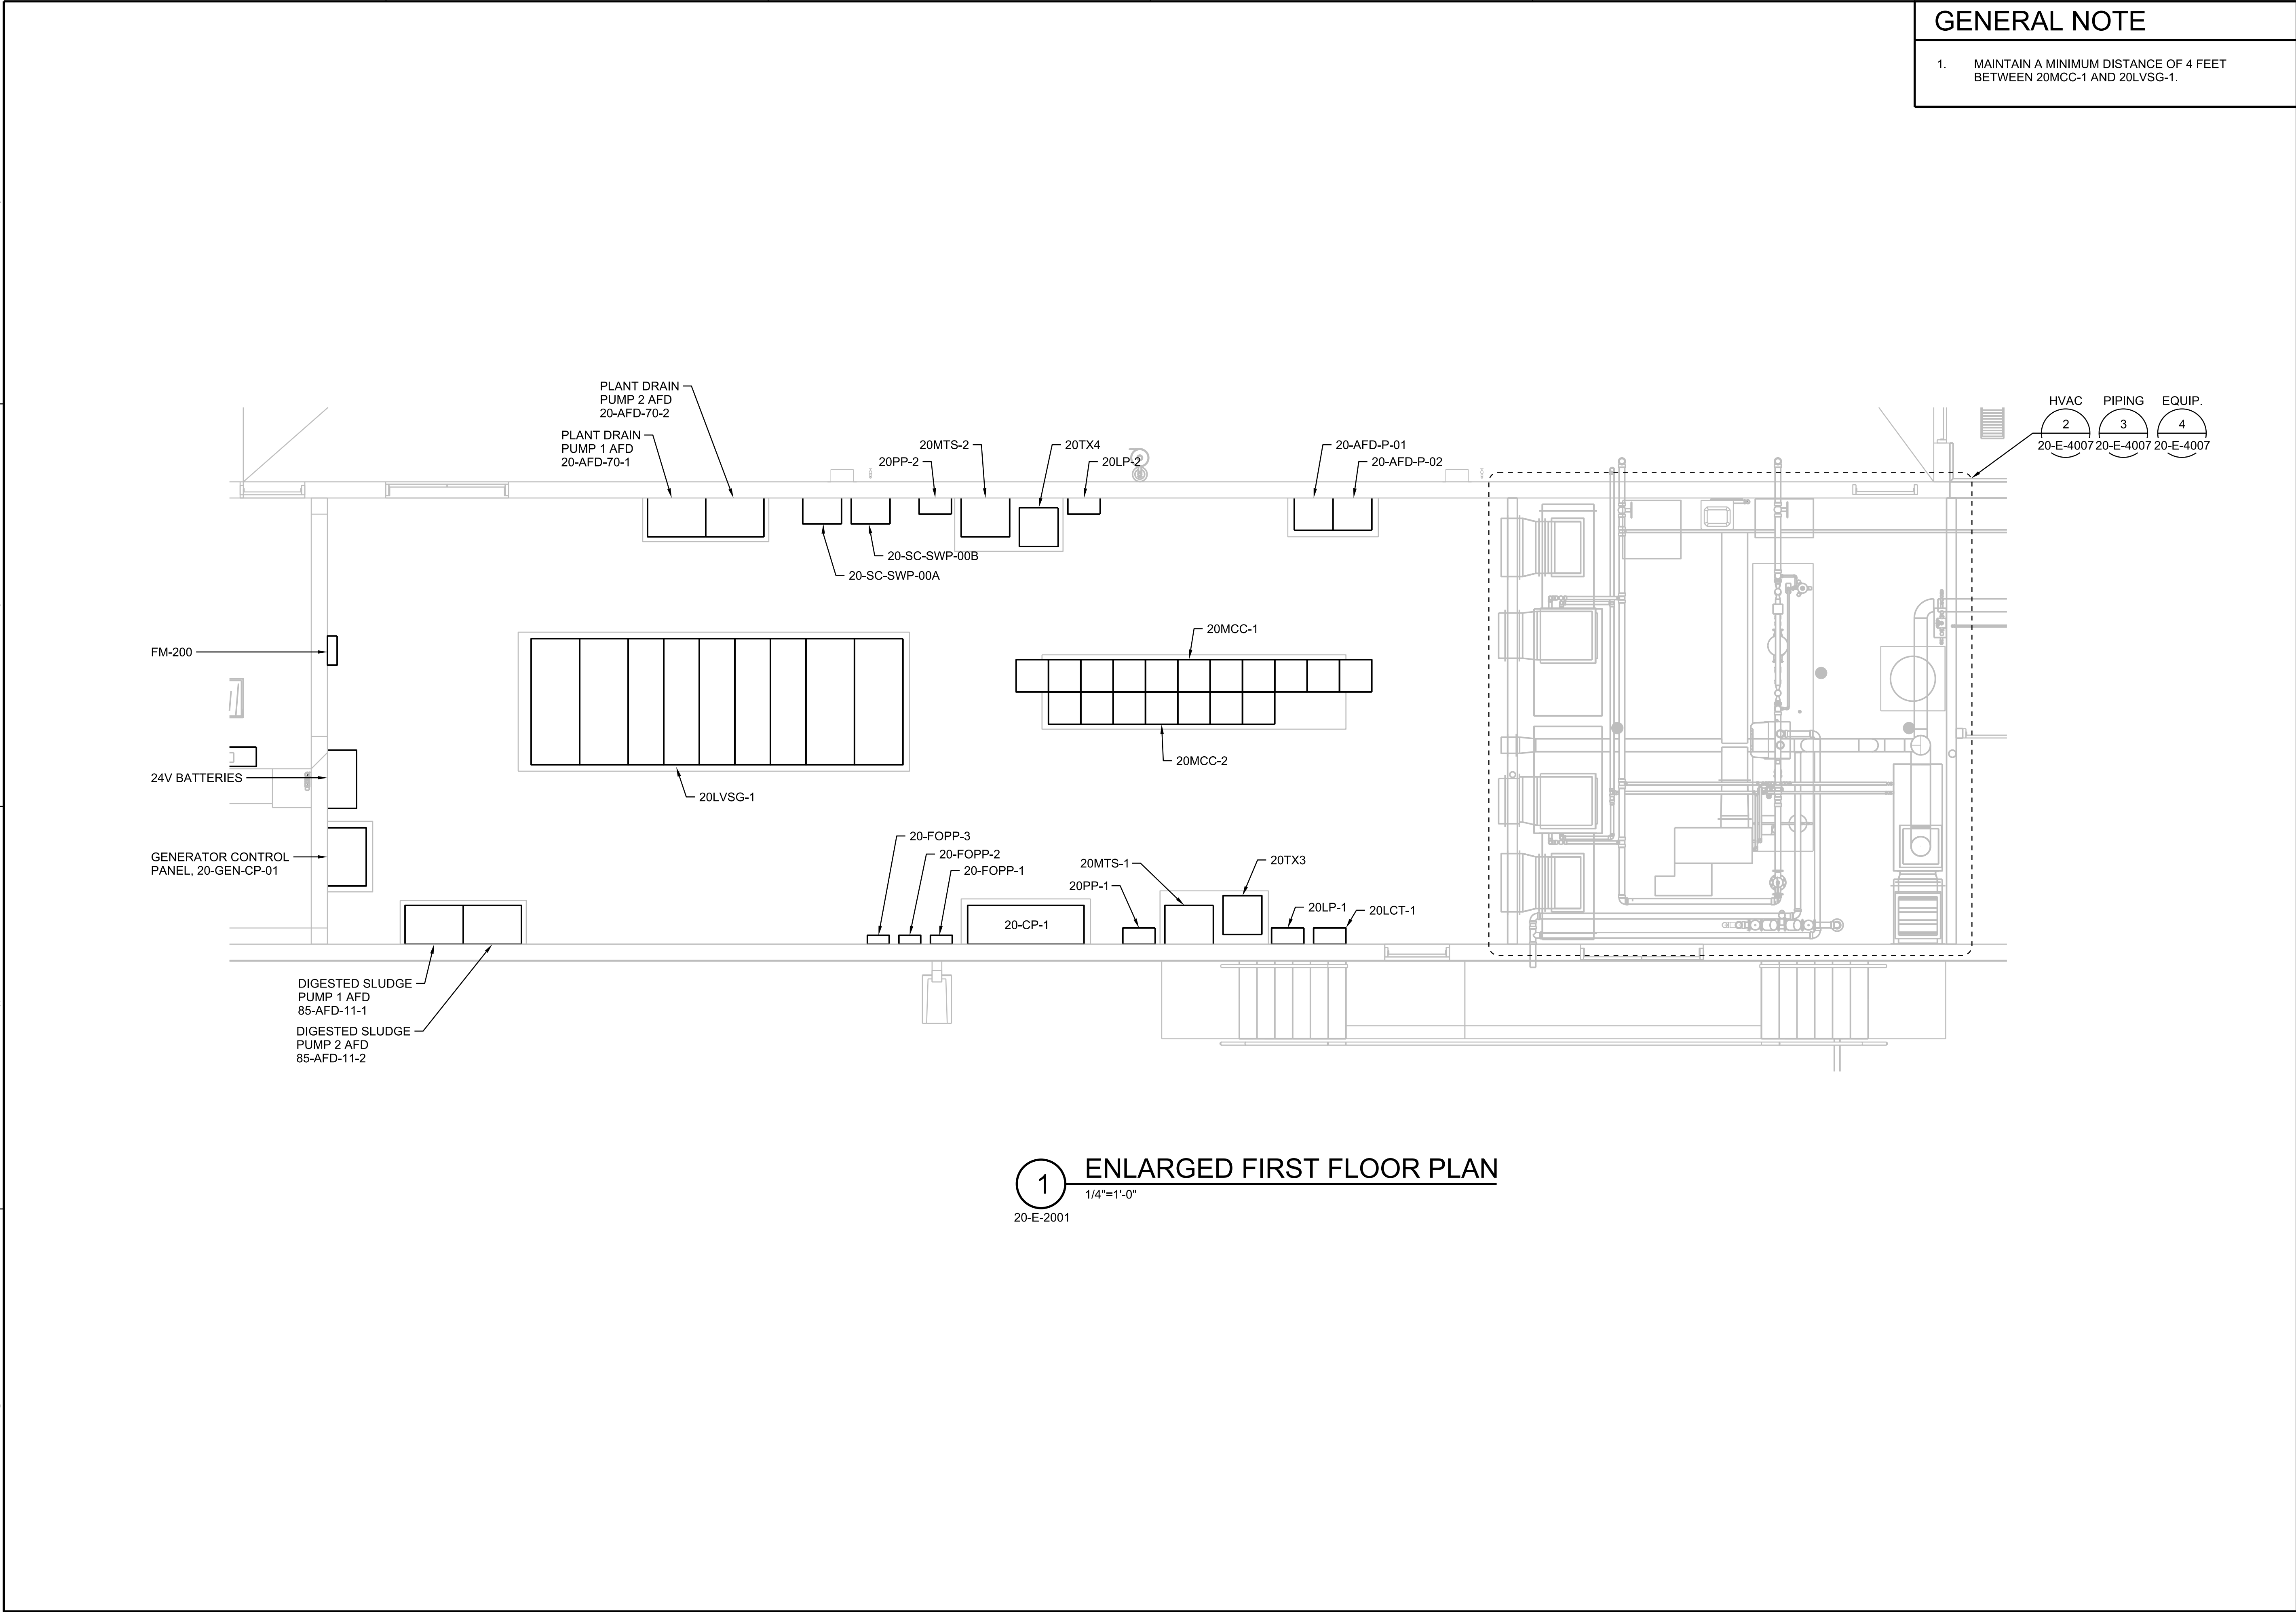 GENERAL NOTE
1. MAINTAIN A MINIMUM DISTANCE OF 4 FEET
BETWEEN 20MCC-1 AND 20LVSG-1.
PLANT DRAIN
PUMP 2 AFD
20-AFD-70-2
PLANT DRAIN
PUMP 1 AFD
20-AFD-70-1
20MTS-2
20PP-2
20TX4
20LP-2
20-AFD-P-01
20-AFD-P-02
HVAC
2
20-E-4007
PIPING
3
20-E-4007
EQUIP.
4
20-E-4007
20-SC-SWP-00B
20-SC-SWP-00A
FM-200
20MCC-1
20MCC-2
24V BATTERIES
20LVSG-1
GENERATOR CONTROL
PANEL, 20-GEN-CP-01
20-FOPP-3
20-FOPP-2
20-FOPP-1
20-CP-1
20MTS-1
20PP-1
20TX3
20LP-1
20LCT-1
DIGESTED SLUDGE
PUMP 1 AFD
85-AFD-11-1
DIGESTED SLUDGE
PUMP 2 AFD
85-AFD-11-2
1
ENLARGED FIRST FLOOR PLAN
1/4"=1'-0"
20-E-2001